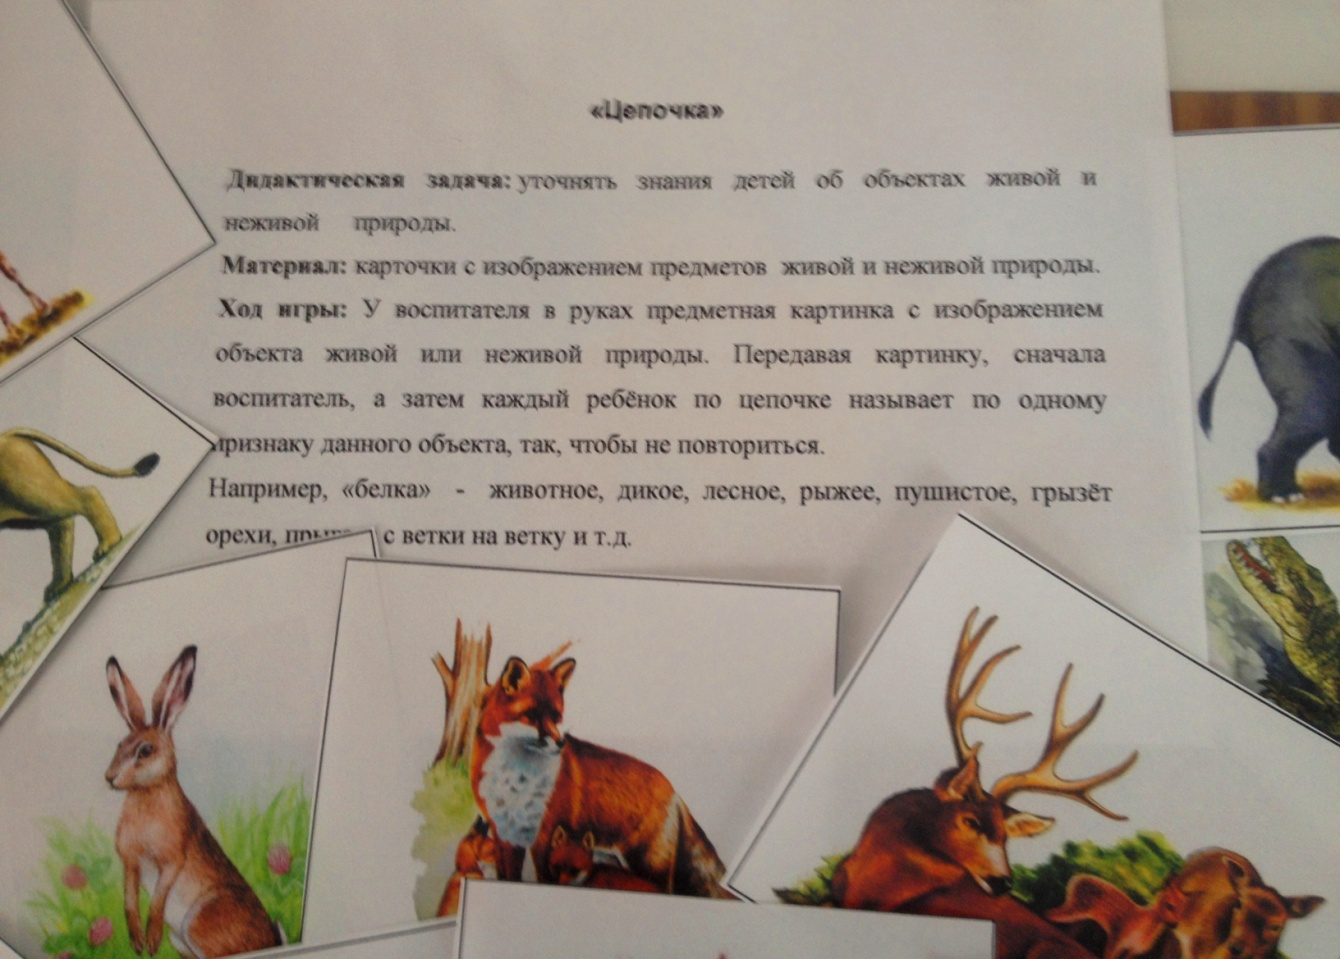 «Цепочка»
Дидактическая задача: уточнять знания детей об объектах живой и
неживой природы.
Материал: карточки с изображением предметов живой и неживой природы.
Ход игры: У воспитателя в руках предметная картинка с изображением
объекта живой или неживой природы. Передавая картинку, сначала
воспитатель, а затем каждый ребёнок по цепочке называет по одному
признаку данного объекта, так, чтобы не повториться.
Например, «белка» - животное, дикое, лесное, рыжее, пушистое, грызёт
орехи, с ветки на ветку и т.д.